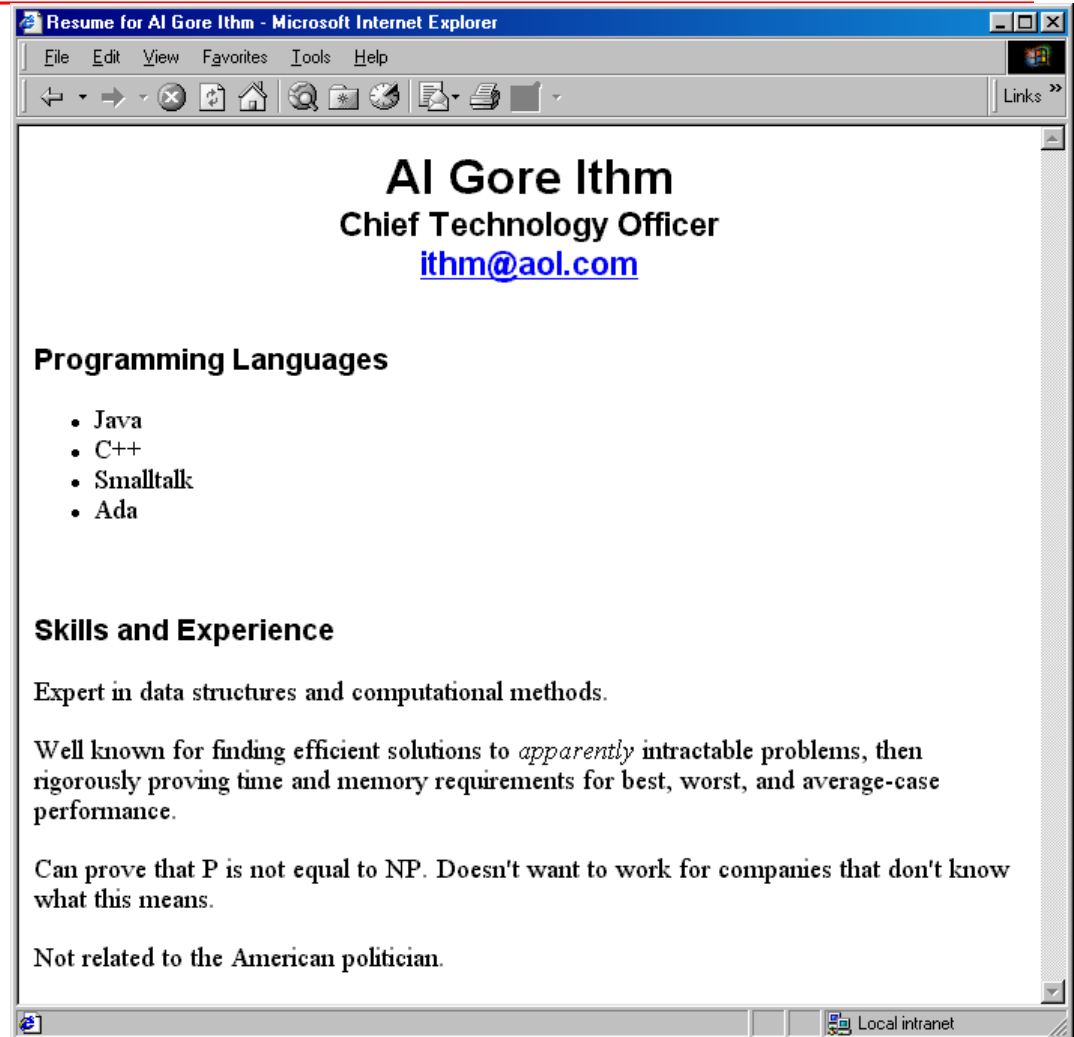 Resume for Al Gore Ithm - Microsoft Internet Explorer
File Edit View Favorites Tools Help
Links »
Al Gore Ithm
Chief Technology Officer
ithm@aol.com
Programming Languages
• Java
• C++
• Smalltalk
• Ada
Skills and Experience
Expert in data structures and computational methods.
Well known for finding efficient solutions to apparently intractable problems, then
rigorously proving time and memory requirements for best, worst, and average-case
performance.
Can prove that P is not equal to NP. Doesn't want to work for companies that don't know
what this means.
Not related to the American politician.
Local intranet